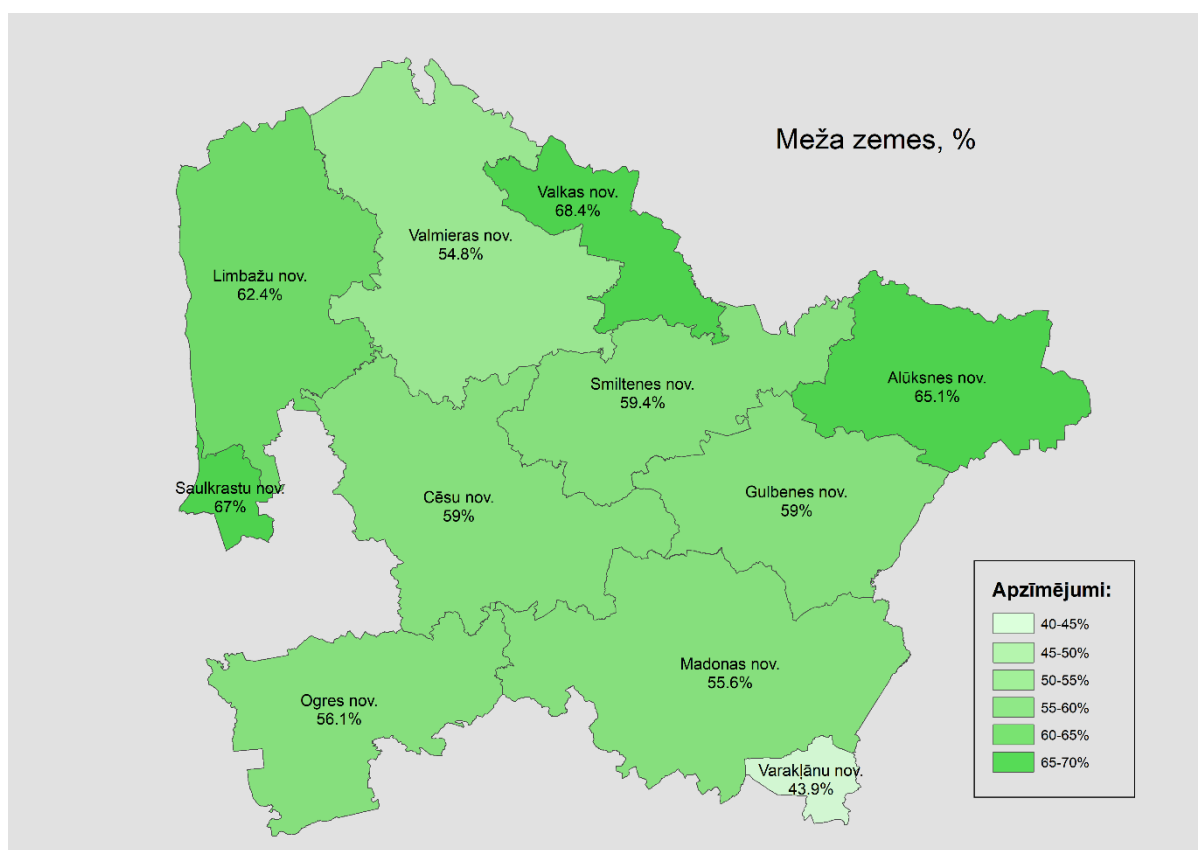 Meža zemes, %
Valkas nov.
68.4%
Valmieras nov.
54.8%
Limbažu nov.
62.4%
Smiltenes nov.
59.4%
Alūksnes nov.
65.1%
Saulkrastu nov.
67%
Cēsu nov.
59%
Gulbenes nov.
59%
Madonas nov.
55.6%
Ogres nov.
56.1%
Varakļānu nov.
43.9%
Apzīmējumi:
40-45%
45-50%
50-55%
55-60%
60-65%
65-70%